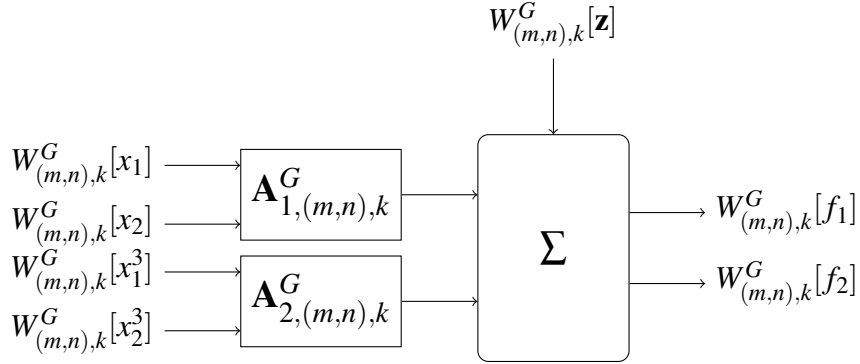 W^G_{(m,n),k}[𝐳]
W^G_{(m,n),k}[x_1]
W^G_{(m,n),k}[x_2]
𝐀^G_{1,(m,n),k}
W^G_{(m,n),k}[x_1^3]
W^G_{(m,n),k}[x_2^3]
𝐀^G_{2,(m,n),k}
Σ
W^G_{(m,n),k}[f_1]
W^G_{(m,n),k}[f_2]